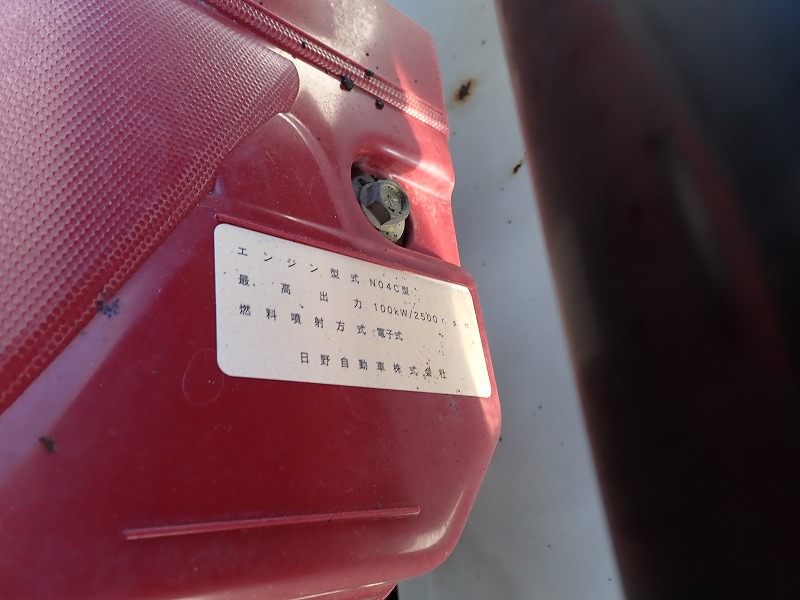 エンジン型式 N04C型
最高出力 100kW/2500r.p.m
燃料噴射方式 電子式
日野自動車株式会社